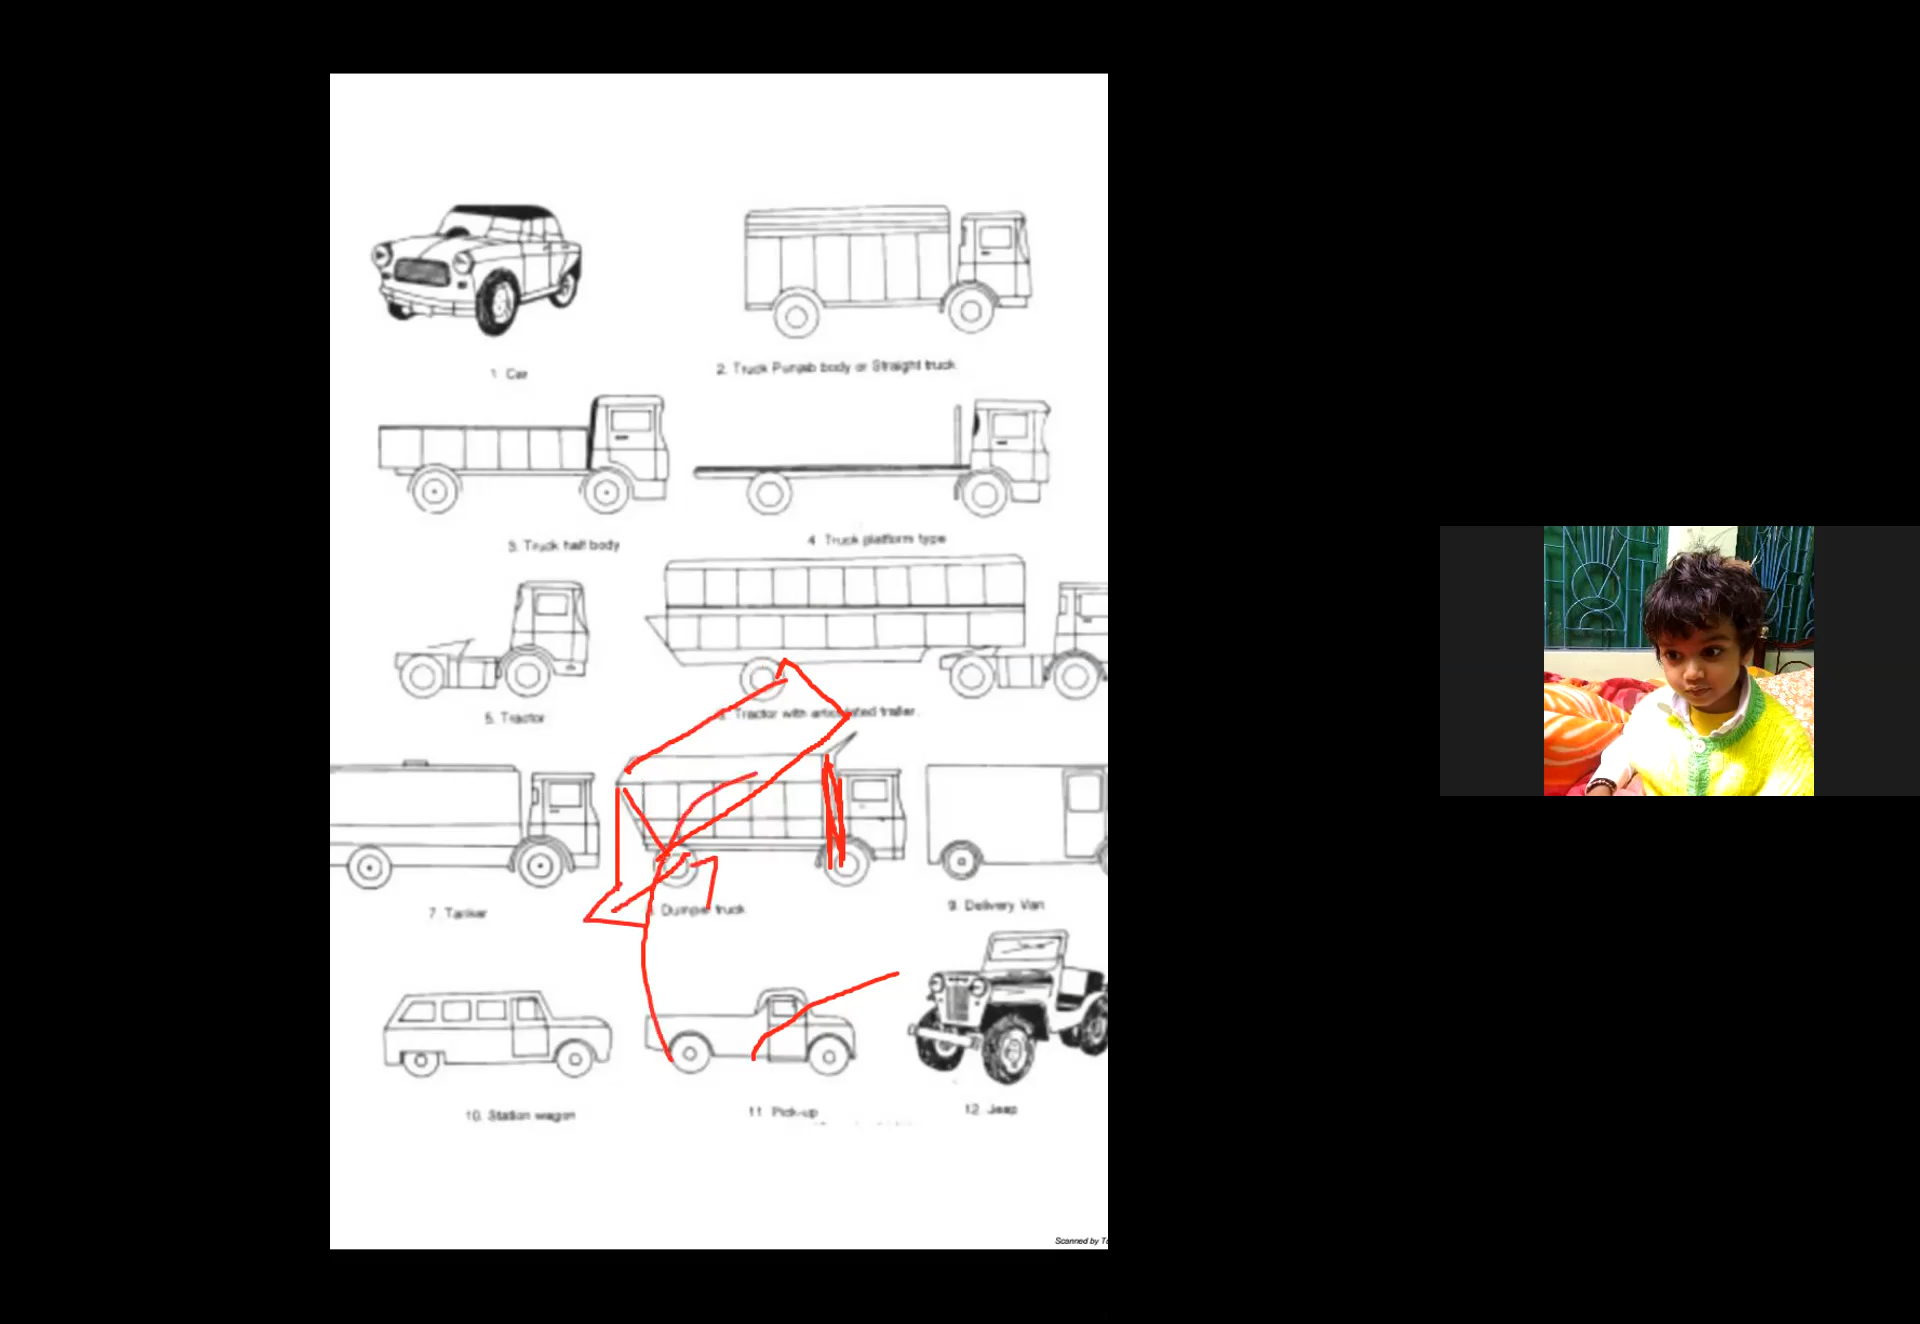 1. Car
2. Truck Punjab body or Straight truck
3. Truck half body
4 Truck platform type
5. Tractor
Tractor with articulated trailer.
7. Tanker
Dumper truck
9. Delivery Van
10. Station wagon
11. Pick-up
12. Jeep
Scanned by